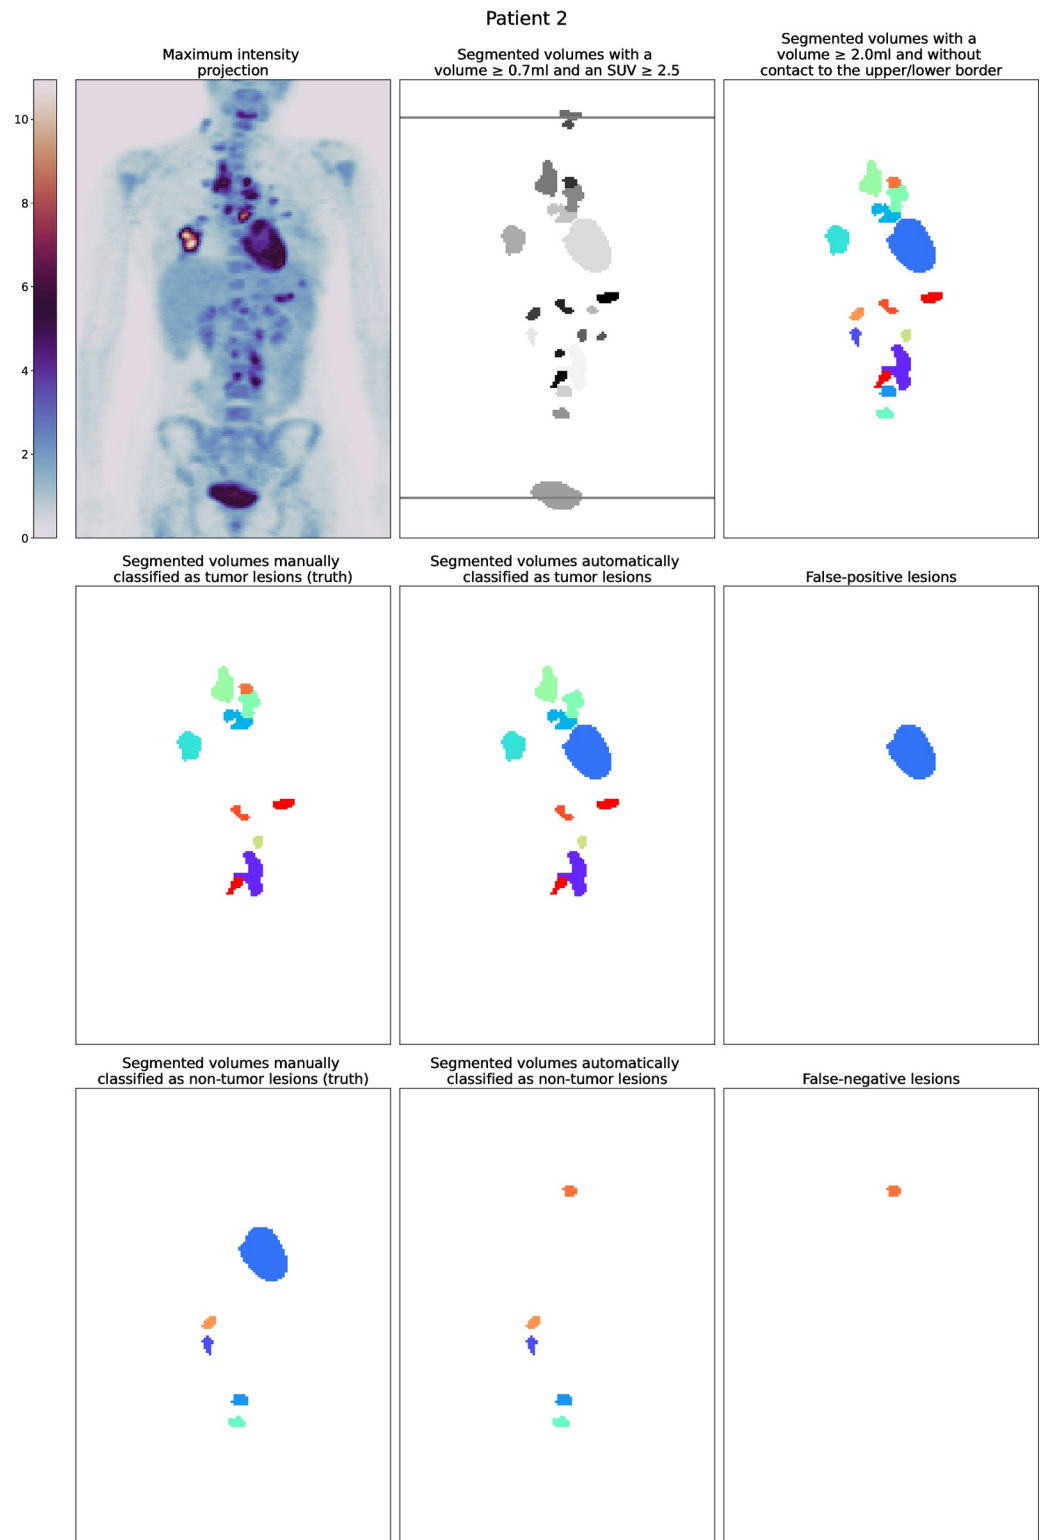 Patient 2
Maximum intensity
projection
Segmented volumes with a
volume ≥ 0.7ml and an SUV ≥ 2.5
Segmented volumes with a
volume ≥ 2.0ml and without
contact to the upper/lower border
10
8
6
4
2
0
Segmented volumes manually
classified as tumor lesions (truth)
Segmented volumes automatically
classified as tumor lesions
False-positive lesions
Segmented volumes manually
classified as non-tumor lesions (truth)
Segmented volumes automatically
classified as non-tumor lesions
False-negative lesions